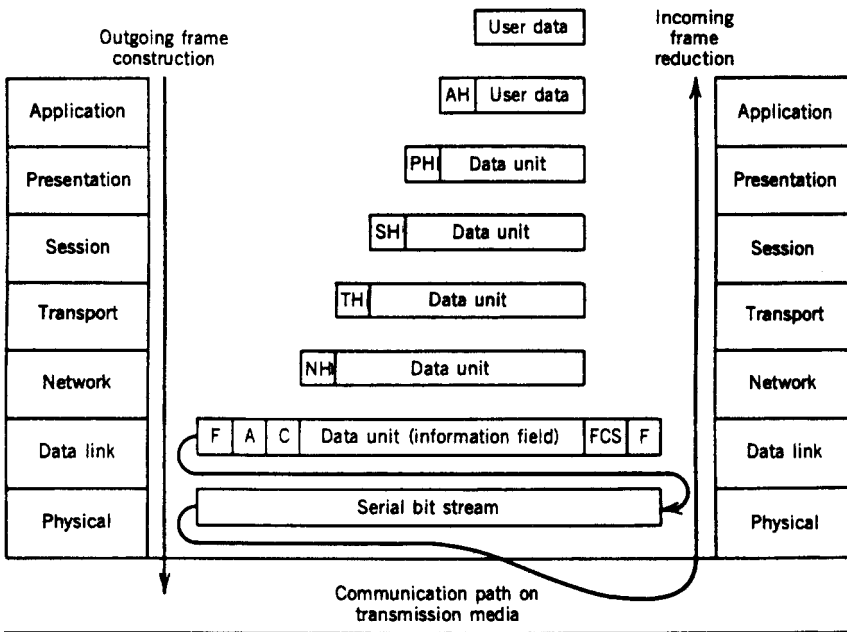 User data
Outgoing frame
construction
Incoming
frame
reduction
Application
AH User data
Application
Presentation
PH Data unit
Presentation
Session
SH Data unit
Session
Transport
TH Data unit
Transport
Network
NH Data unit
Network
Data link
F A C Data unit (information field) FCS F
Data link
Physical
Serial bit stream
Physical
Communication path on
transmission media